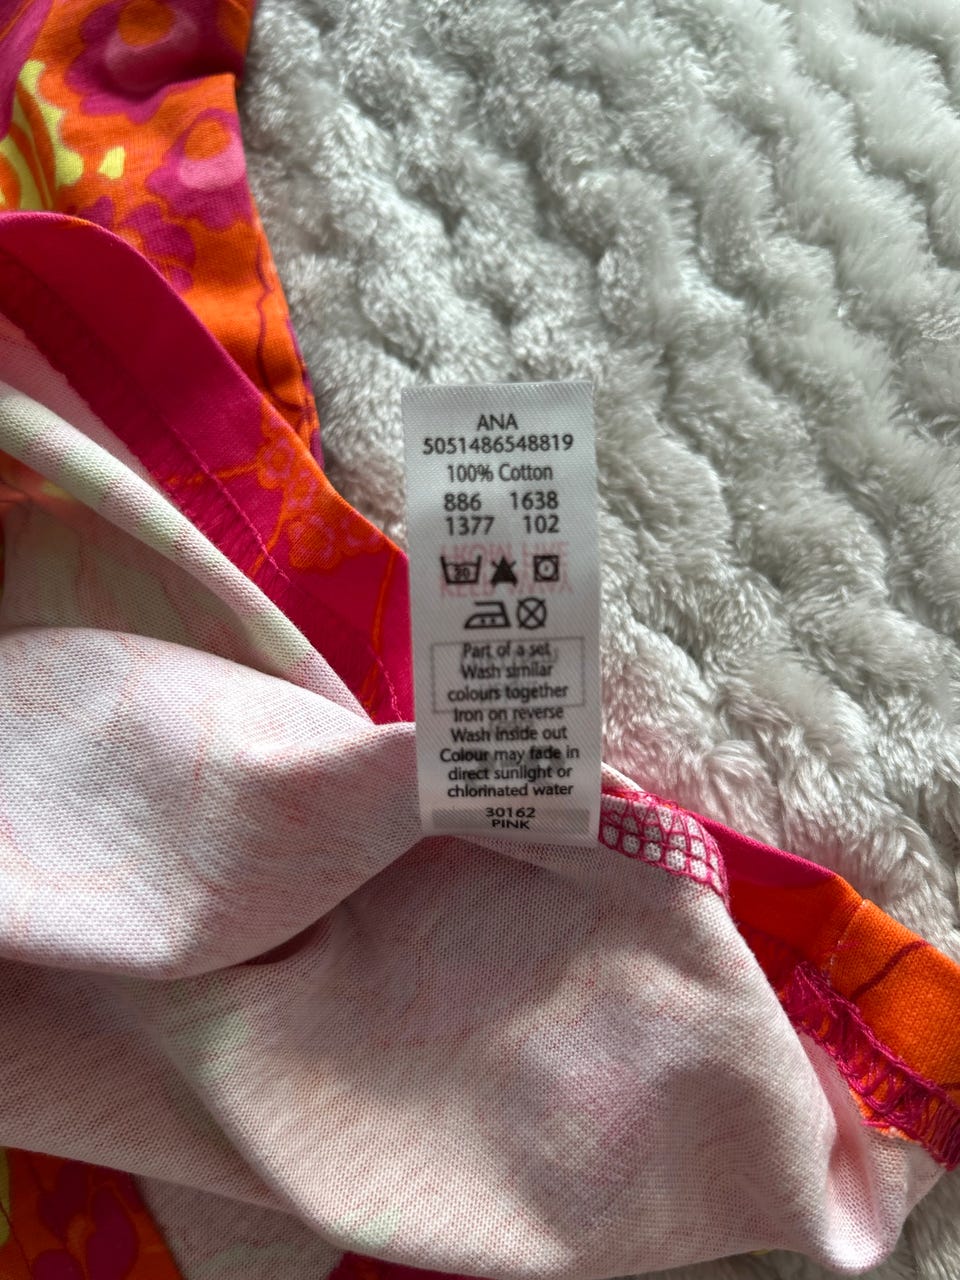 ANA
5051486548819
100% Cotton
886 1638
1377 102
30
Part of a set
Wash similar
colours together
Iron on reverse
Wash inside out
Colour may fade in
direct sunlight or
chlorinated water
30162
PINK